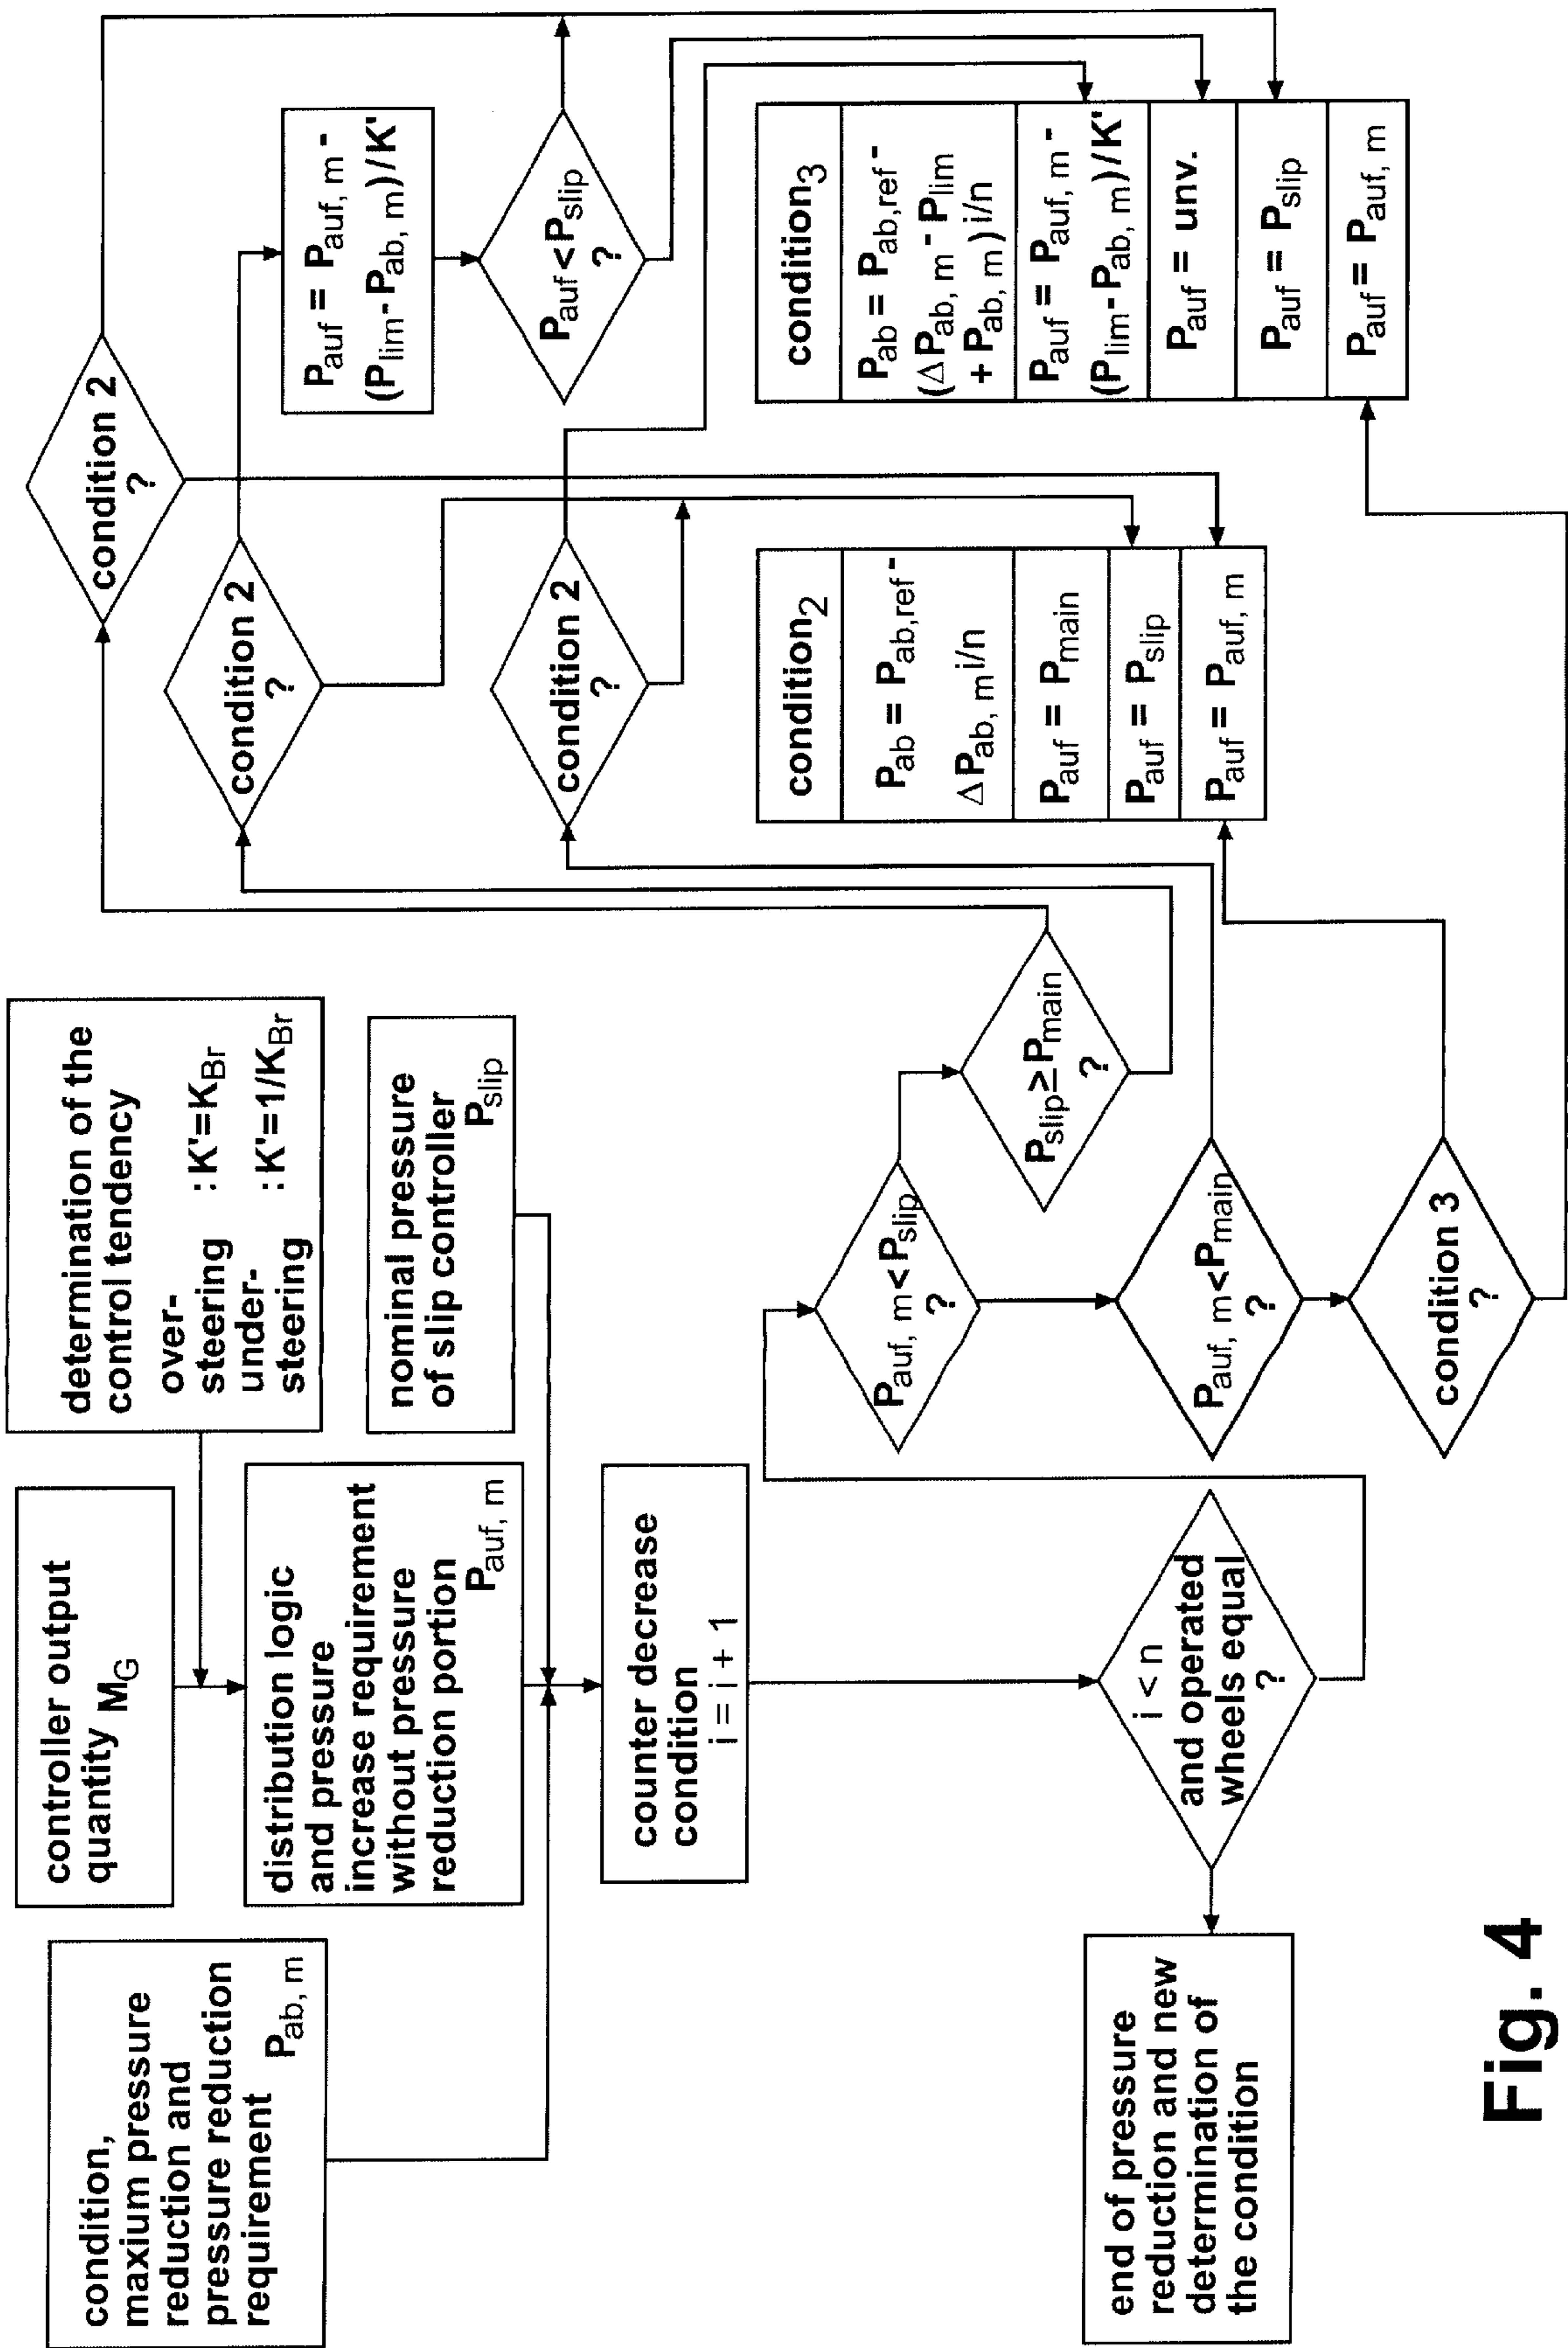 condition,
maxium pressure
reduction and
pressure reduction
requirement
P_ab, m
controller output
quantity M_G
determination of the
control tendency
over-
steering : K'=K_Br
under-
steering : K'=1/K_Br
distribution logic
and pressure
increase requirement
without pressure
reduction portion
P_auf, m
nominal pressure
of slip controller
P_slip
counter decrease
condition
i = i + 1
i < n
and operated
wheels equal
?
end of pressure
reduction and new
determination of
the condition
P_auf, m < P_slip
?
P_slip ≥ P_main
?
P_auf, m < P_main
?
condition 3
?
condition 2
?
condition 2
?
condition 2
?
P_auf = P_auf, m -
(P_lim - P_ab, m) / K'
P_auf < P_slip
?
condition_2
P_ab = P_ab,ref -
ΔP_ab, m i/n
P_auf = P_main
P_auf = P_slip
P_auf = P_auf, m
condition_3
P_ab = P_ab,ref -
(ΔP_ab, m - P_lim
+ P_ab, m) i/n
P_auf = P_auf, m -
(P_lim - P_ab, m) / K'
P_auf = unv.
P_auf = P_slip
P_auf = P_auf, m
Fig. 4